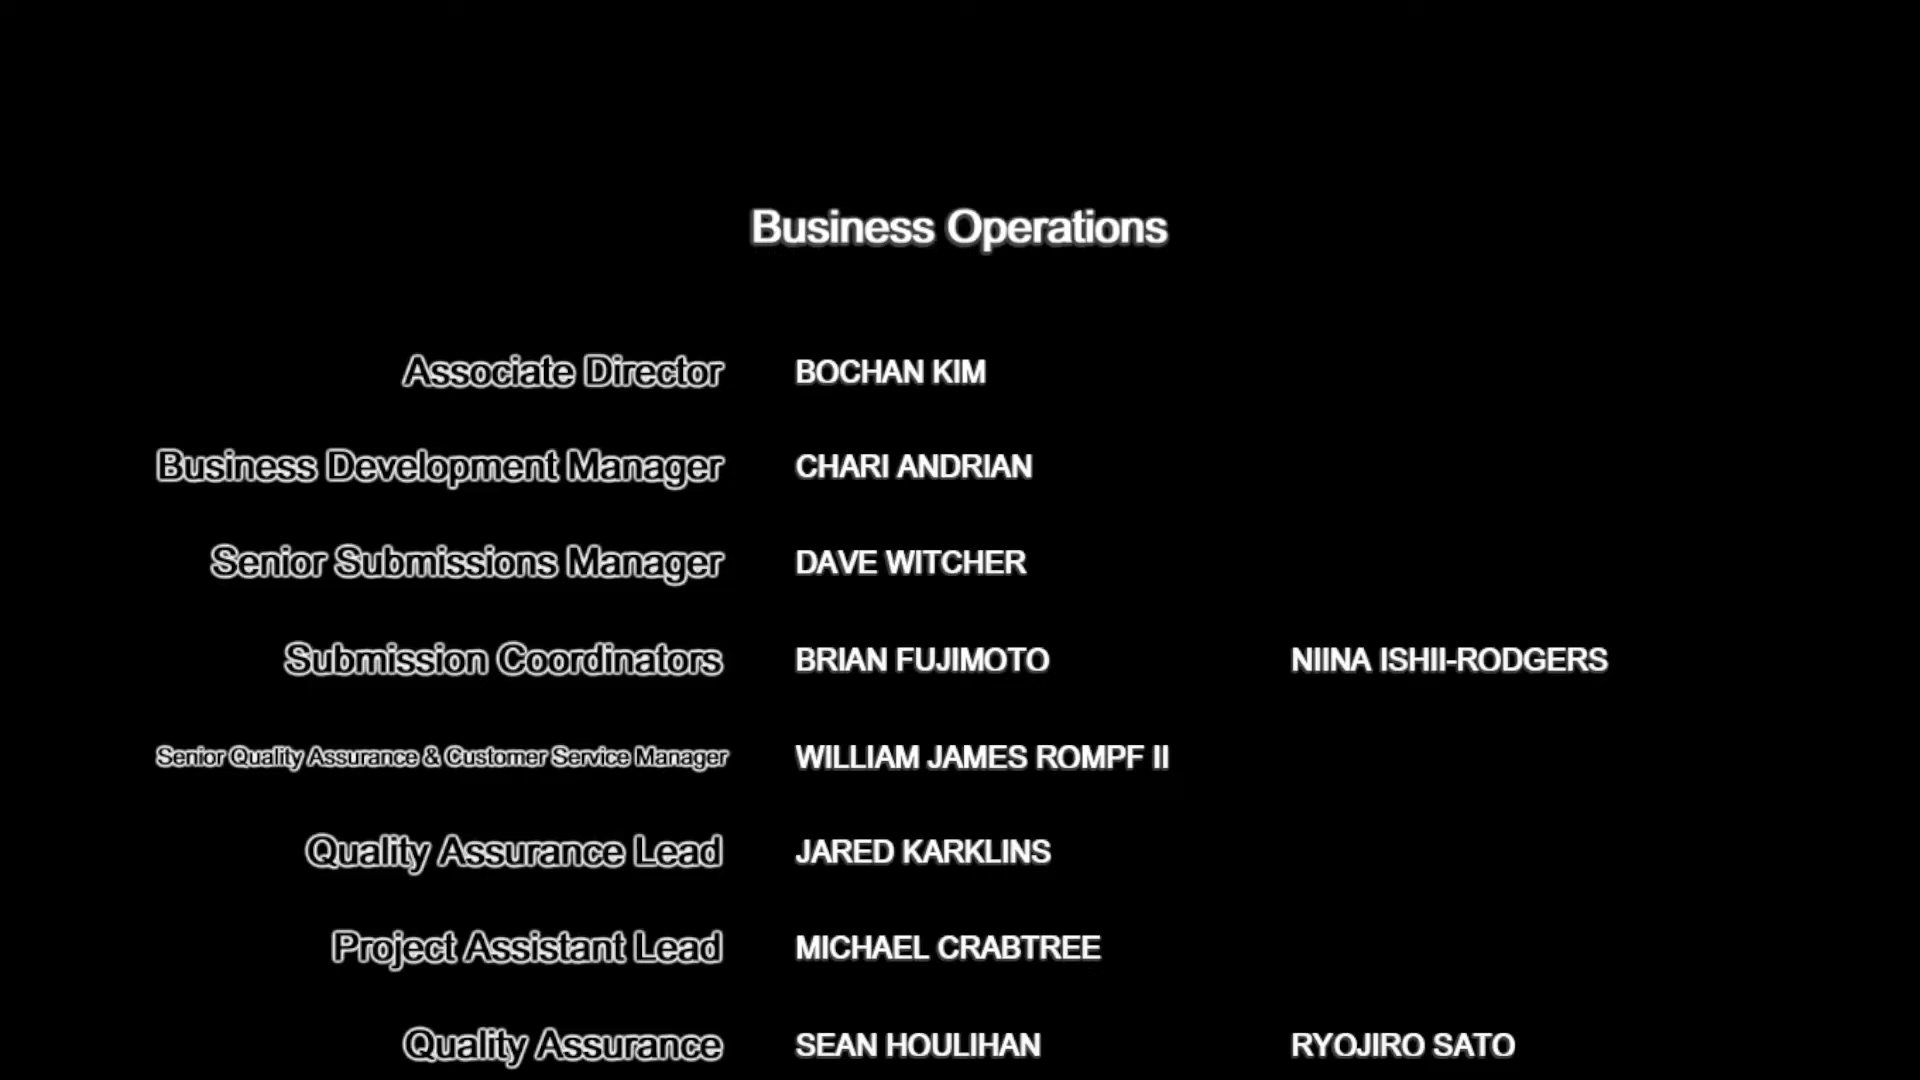 Business Operations
Associate Director BOCHAN KIM
Business Development Manager CHARI ANDRIAN
Senior Submissions Manager DAVE WITCHER
Submission Coordinators BRIAN FUJIMOTO NIINA ISHII-RODGERS
Senior Quality Assurance & Customer Service Manager WILLIAM JAMES ROMPF II
Quality Assurance Lead JARED KARKLINS
Project Assistant Lead MICHAEL CRABTREE
Quality Assurance SEAN HOULIHAN RYOJIRO SATO